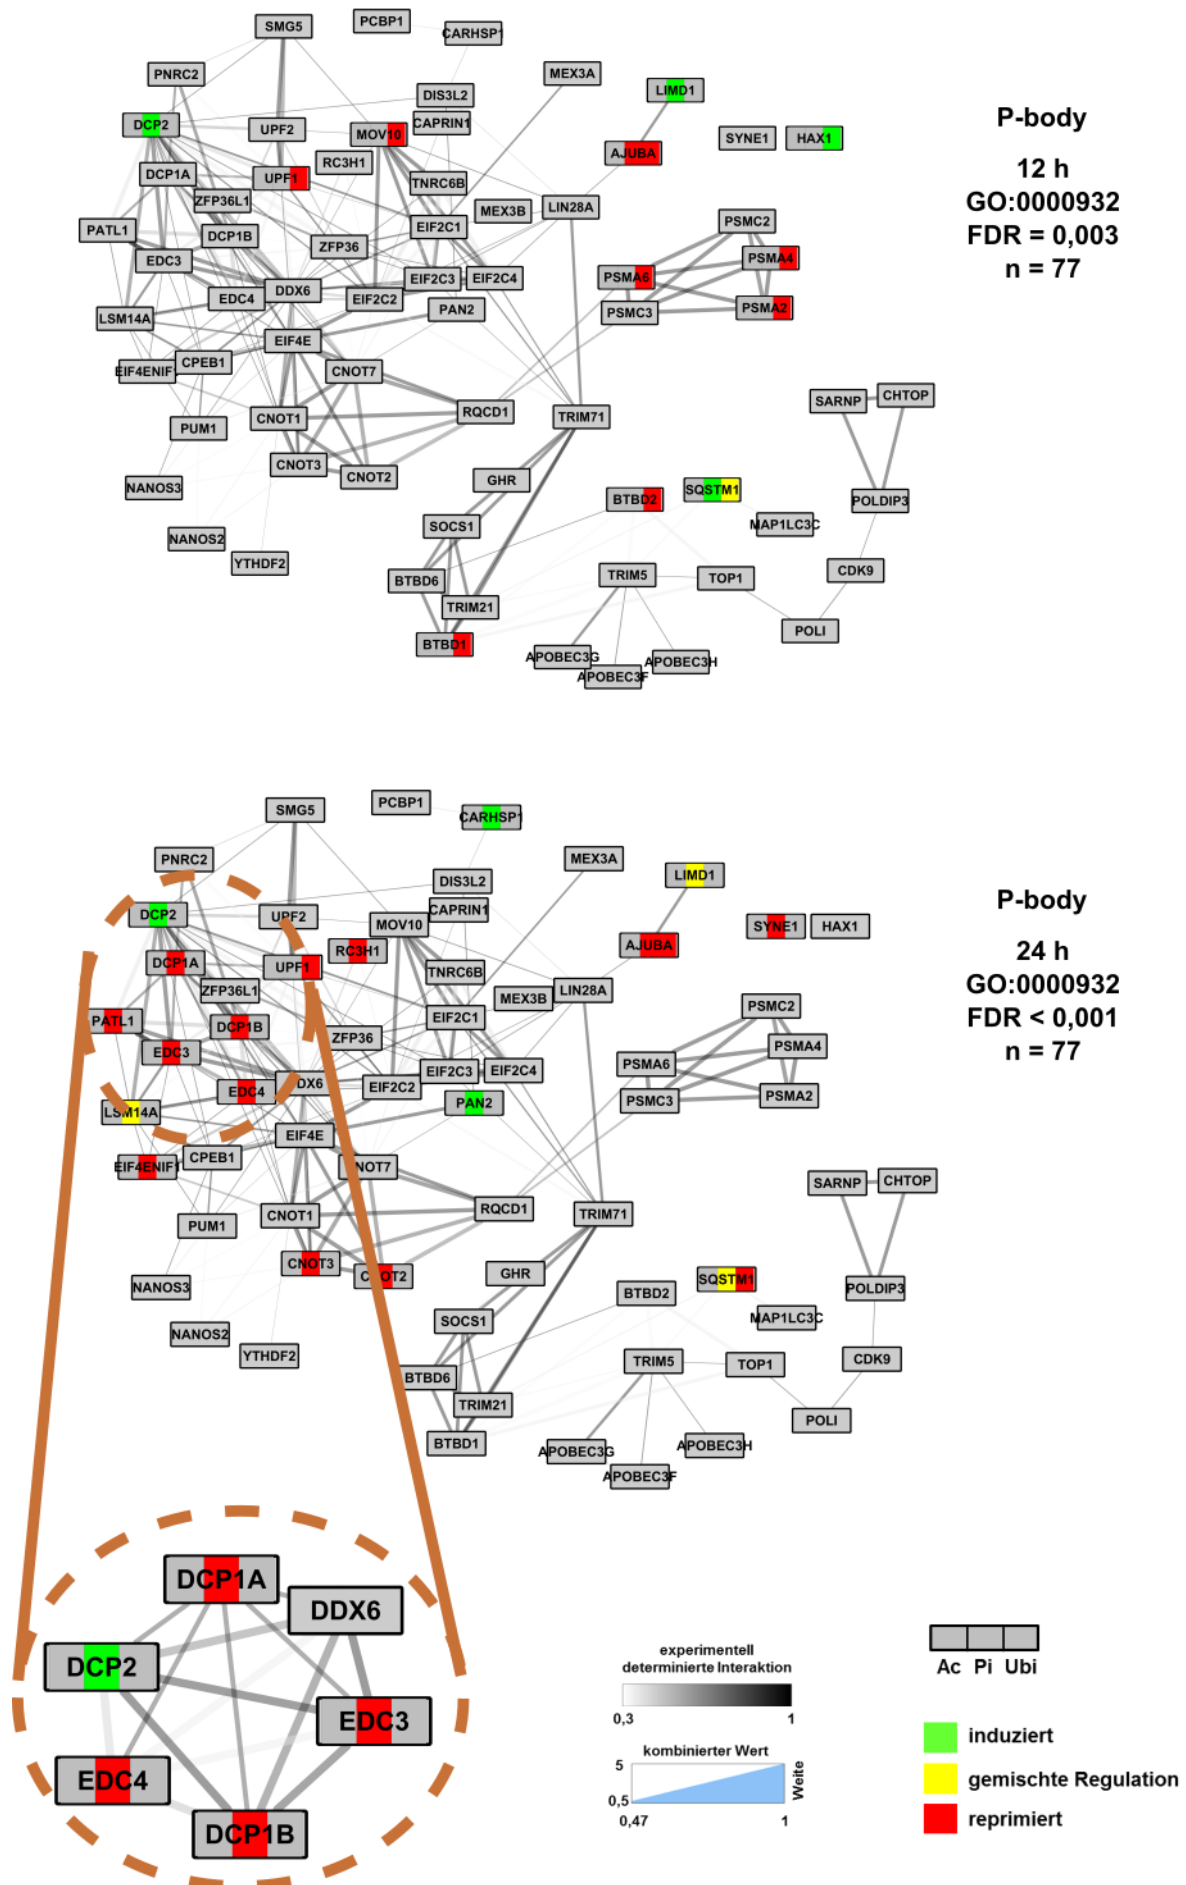 SMG5
PCBP1
CARHSP1
PNRC2
MEX3A
LIMD1
DIS3L2
P-body
DCP2
UPF2
MOV10
CAPRIN1
SYNE1
HAX1
RC3H1
AJUBA
12 h
DCP1A
UPF1
TNRC6B
ZFP36L1
GO:0000932
MEX3B
LIN28A
PATL1
DCP1B
ZFP36
EIF2C1
PSMC2
FDR = 0,003
EDC3
PSMA4
n = 77
EDC4
DDX6
EIF2C3
EIF2C4
PSMA6
EIF2C2
PAN2
PSMC3
PSMA2
LSM14A
EIF4E
EIF4ENIF
CPEB1
CNOT7
SARNP
CHTOP
PUM1
CNOT1
RQCD1
TRIM71
CNOT3
CNOT2
GHR
NANOS3
BTBD2
SQSTM1
POLDIP3
SOCS1
MAP1LC3C
NANOS2
YTHDF2
BTBD6
TRIM5
TOP1
CDK9
TRIM21
BTBD1
POLI
APOBEC3G
APOBEC3F
APOBEC3H
SMG5
PCBP1
CARHSP1
PNRC2
MEX3A
LIMD1
DIS3L2
P-body
DCP2
UPF2
MOV10
CAPRIN1
SYNE1
HAX1
RC3H1
AJUBA
24 h
DCP1A
UPF1
TNRC6B
ZFP36L1
GO:0000932
MEX3B
LIN28A
PATL1
DCP1B
ZFP36
EIF2C1
PSMC2
FDR < 0,001
EDC3
PSMA4
n = 77
EDC4
DX6
EIF2C3
EIF2C4
PSMA6
EIF2C2
PAN2
PSMC3
PSMA2
LSM14A
EIF4E
EIF4ENIF1
CPEB1
NOT7
SARNP
CHTOP
PUM1
CNOT1
RQCD1
TRIM71
CNOT3
C OT2
GHR
NANOS3
BTBD2
SQSTM1
POLDIP3
SOCS1
MAP1LC3C
NANOS2
YTHDF2
BTBD6
TRIM5
TOP1
CDK9
TRIM21
BTBD1
POLI
APOBEC3G
APOBEC3F
APOBEC3H
DCP1A
DDX6
DCP2
EDC3
EDC4
DCP1B
experimentell
determinierte Interaktion
0,3 1
kombinierter Wert
5
0,5
0,47 1
Weite
Ac Pi Ubi
induziert
gemischte Regulation
reprimiert